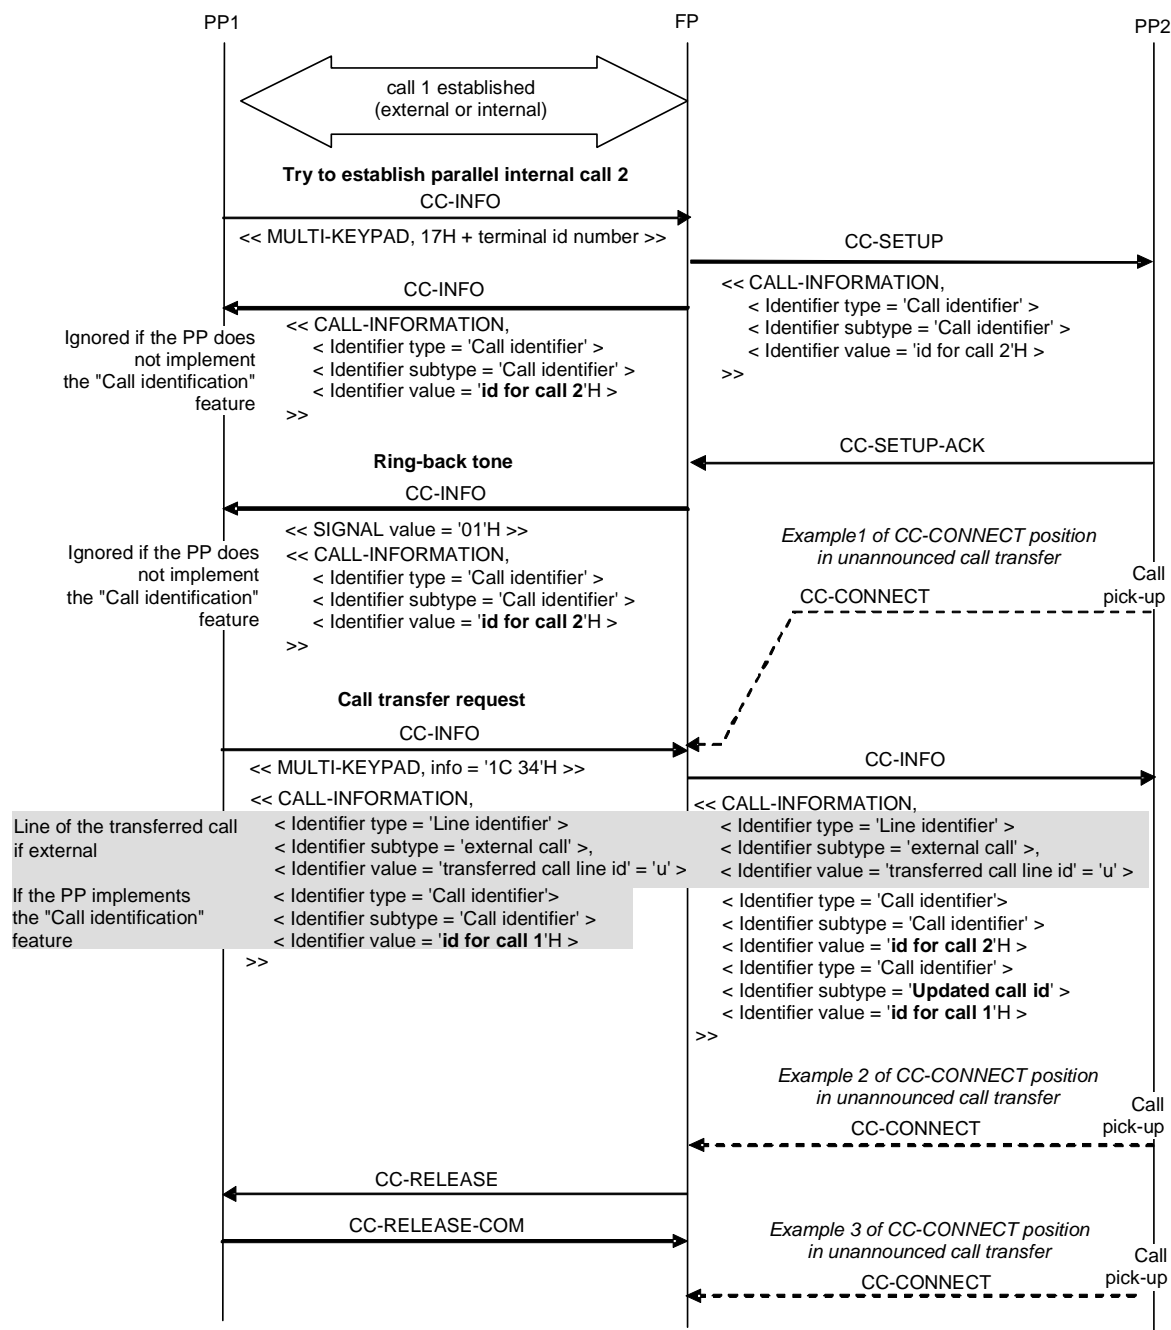 PP1
FP
PP2
call 1 established
(external or internal)
Try to establish parallel internal call 2
CC-INFO
<< MULTI-KEYPAD, 17H + terminal id number >>
CC-SETUP
<< CALL-INFORMATION,
< Identifier type = 'Call identifier' >
< Identifier subtype = 'Call identifier' >
< Identifier value = 'id for call 2'H >
>>
CC-INFO
Ignored if the PP does
not implement
the "Call identification"
feature
<< CALL-INFORMATION,
< Identifier type = 'Call identifier' >
< Identifier subtype = 'Call identifier' >
< Identifier value = 'id for call 2'H >
>>
CC-SETUP-ACK
Ring-back tone
CC-INFO
<< SIGNAL value = '01'H >>
Ignored if the PP does
not implement
the "Call identification"
feature
<< CALL-INFORMATION,
< Identifier type = 'Call identifier' >
< Identifier subtype = 'Call identifier' >
< Identifier value = 'id for call 2'H >
>>
Example1 of CC-CONNECT position
in unannounced call transfer
Call
pick-up
CC-CONNECT
Call transfer request
CC-INFO
<< MULTI-KEYPAD, info = '1C 34'H >>
<< CALL-INFORMATION,
Line of the transferred call
if external
< Identifier type = 'Line identifier' >
< Identifier subtype = 'external call' >,
< Identifier value = 'transferred call line id' = 'u' >
If the PP implements
the "Call identification"
feature
< Identifier type = 'Call identifier'>
< Identifier subtype = 'Call identifier' >
< Identifier value = 'id for call 1'H >
>>
CC-INFO
<< CALL-INFORMATION,
< Identifier type = 'Line identifier' >
< Identifier subtype = 'external call' >,
< Identifier value = 'transferred call line id' = 'u' >
< Identifier type = 'Call identifier'>
< Identifier subtype = 'Call identifier' >
< Identifier value = 'id for call 2'H >
< Identifier type = 'Call identifier' >
< Identifier subtype = 'Updated call id' >
< Identifier value = 'id for call 1'H >
>>
Example 2 of CC-CONNECT position
in unannounced call transfer
Call
pick-up
CC-CONNECT
CC-RELEASE
CC-RELEASE-COM
Example 3 of CC-CONNECT position
in unannounced call transfer
Call
pick-up
CC-CONNECT